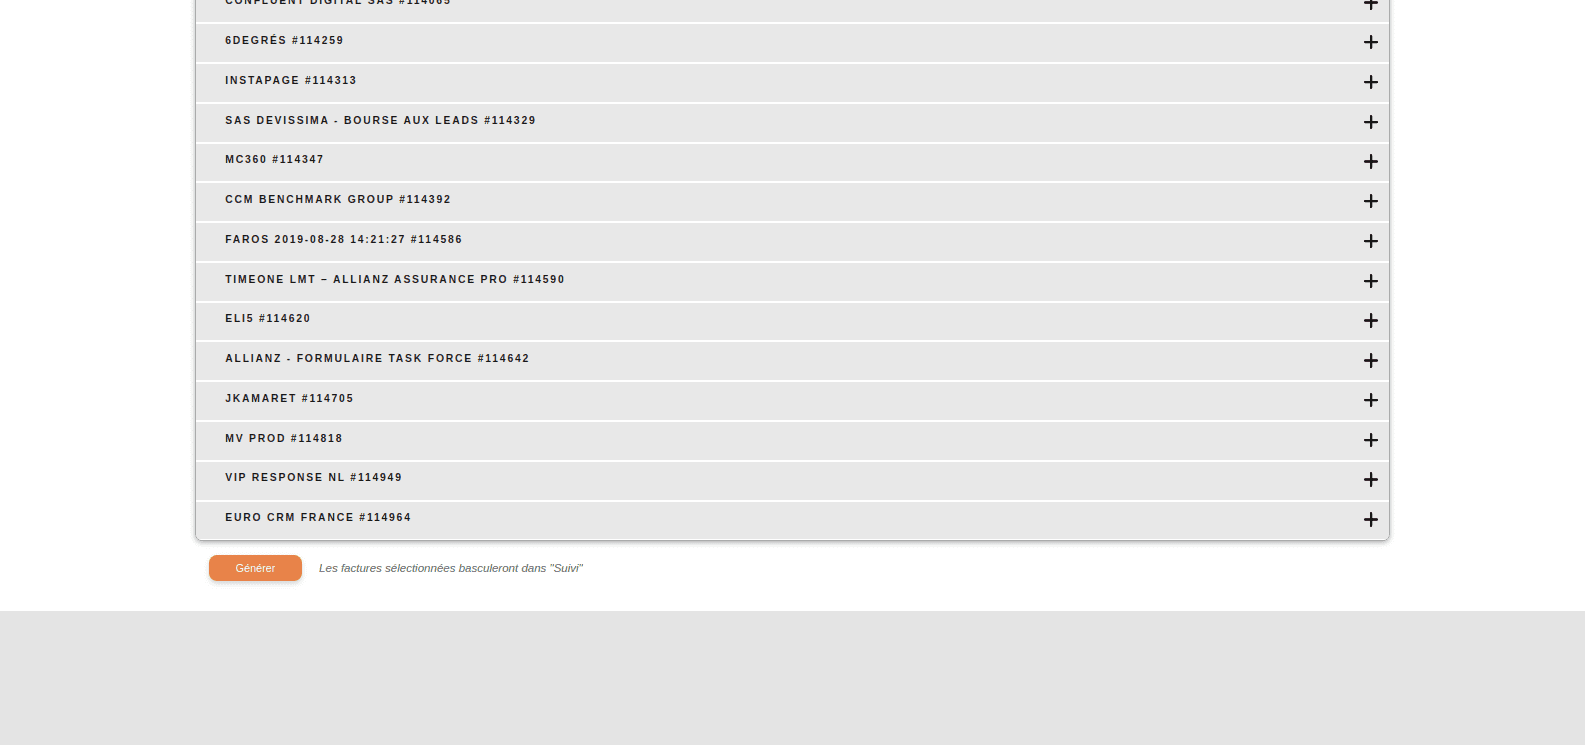 CONFLUENT DIGITAL SAS #114065
6DEGRÉS #114259
INSTAPAGE #114313
SAS DEVISSIMA - BOURSE AUX LEADS #114329
MC360 #114347
CCM BENCHMARK GROUP #114392
FAROS 2019-08-28 14:21:27 #114586
TIMEONE LMT – ALLIANZ ASSURANCE PRO #114590
ELI5 #114620
ALLIANZ - FORMULAIRE TASK FORCE #114642
JKAMARET #114705
MV PROD #114818
VIP RESPONSE NL #114949
EURO CRM FRANCE #114964
Générer Les factures sélectionnées basculeront dans "Suivi"